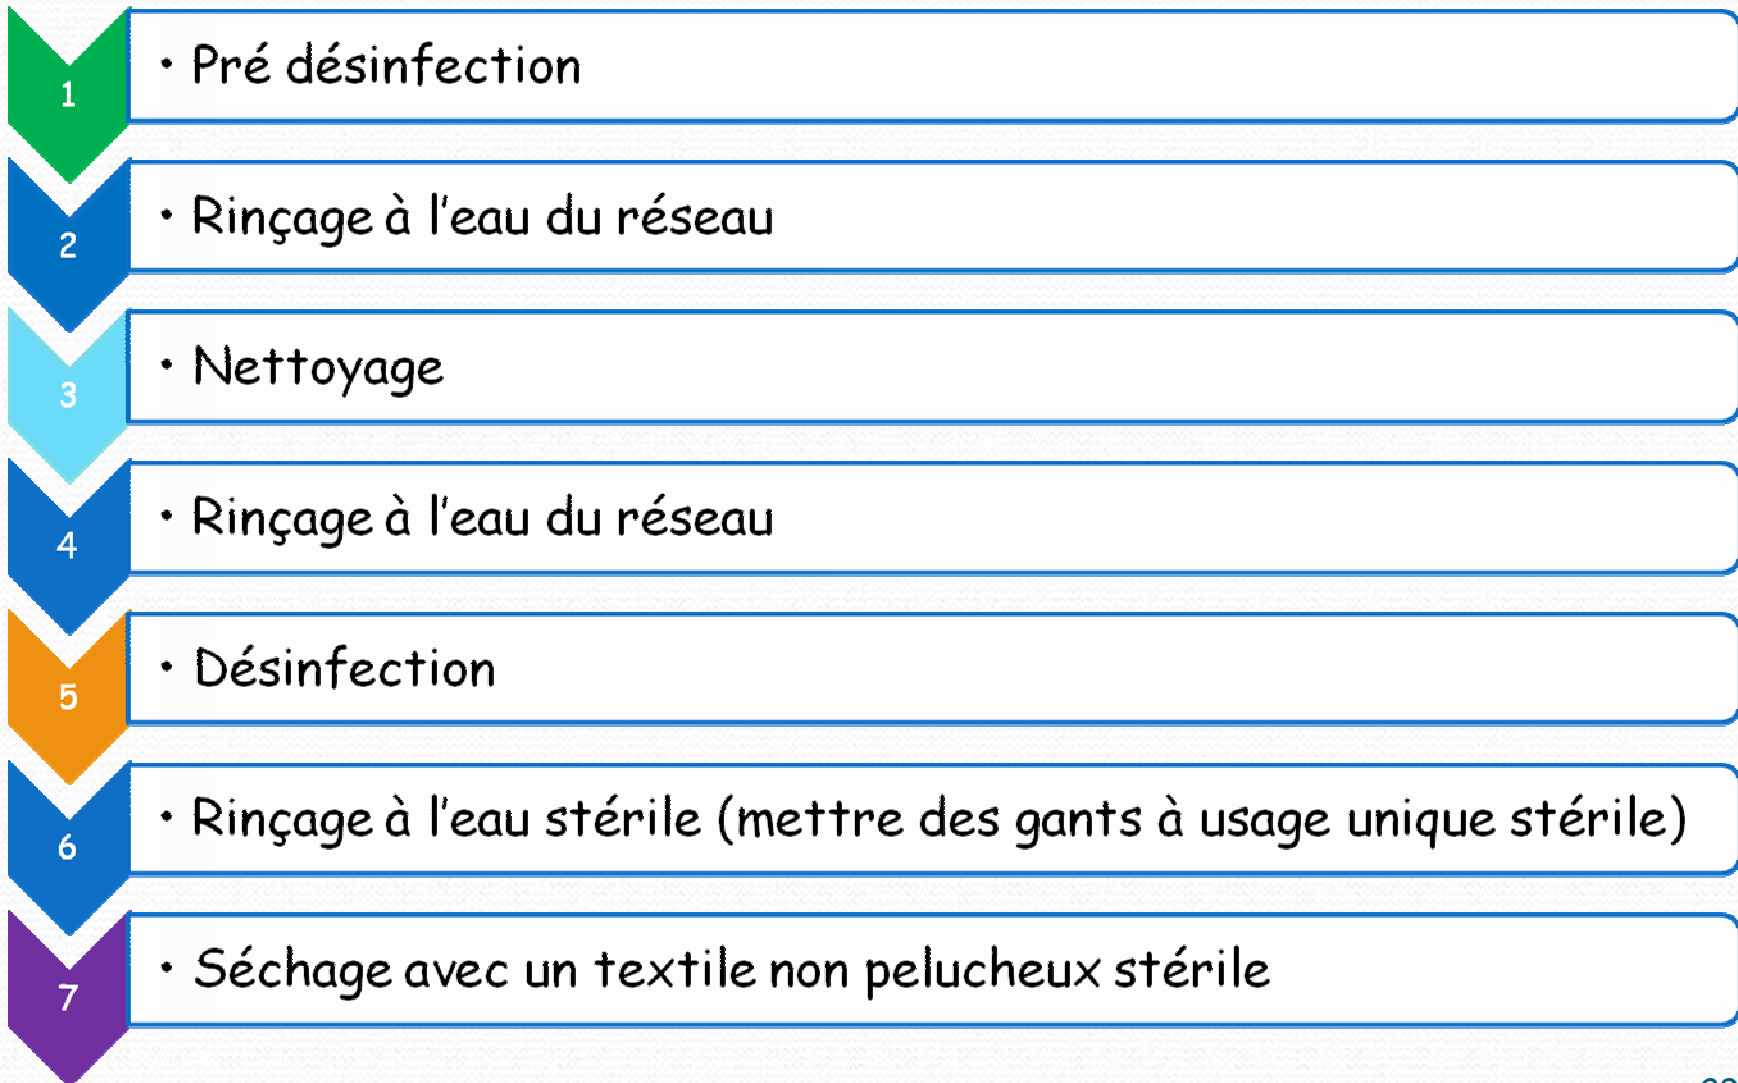 1
• Pré désinfection
2
• Rinçage à l'eau du réseau
3
• Nettoyage
4
• Rinçage à l'eau du réseau
5
• Désinfection
6
• Rinçage à l'eau stérile (mettre des gants à usage unique stérile)
7
• Séchage avec un textile non pelucheux stérile